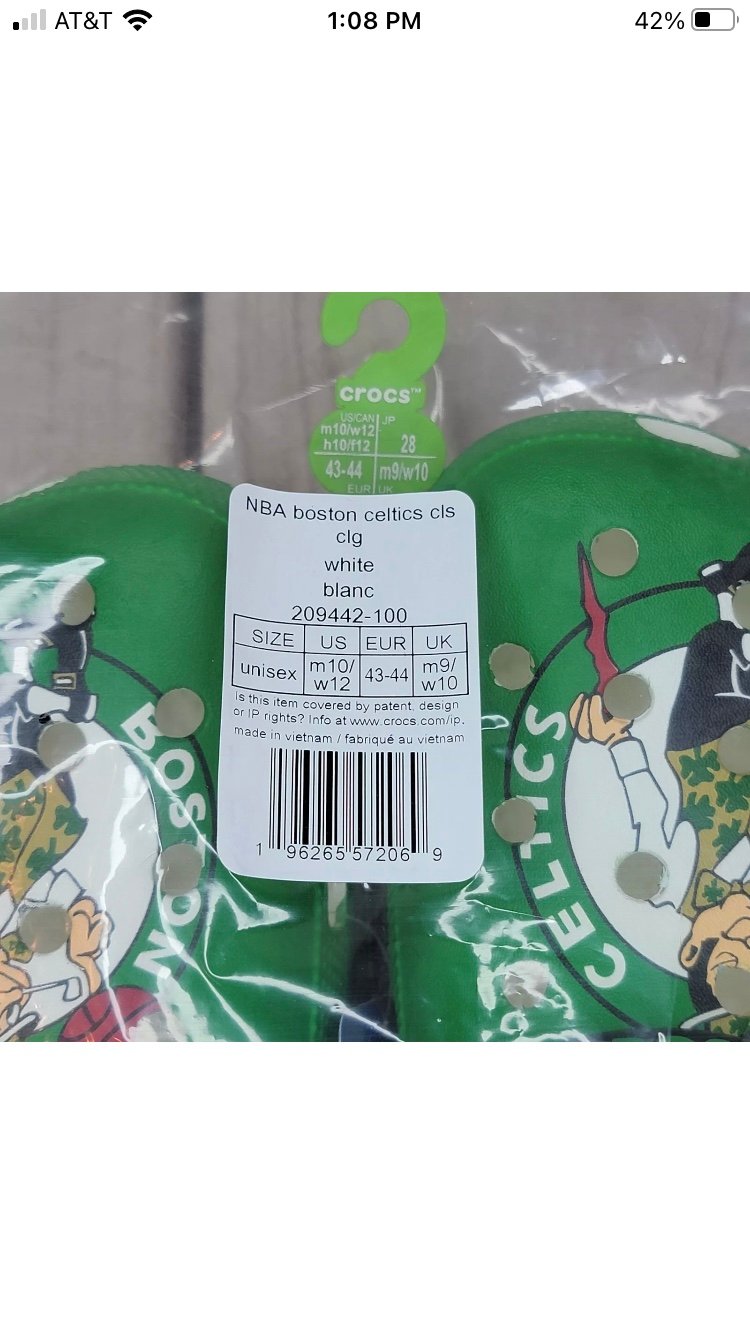 AT&T
1:08 PM
42%
crocs™
US/CAN JP
m10/w12
h10/f12 28
43-44 m9/w10
EUR UK
NBA boston celtics cls
clg
white
blanc
209442-100
SIZE US EUR UK
unisex m10/ w12 43-44 m9/ w10
Is this item covered by patent, design
or IP rights? Info at www.crocs.com/ip.
made in vietnam / fabriqué au vietnam
1 96265 57206 9
BOSTON
CELTICS